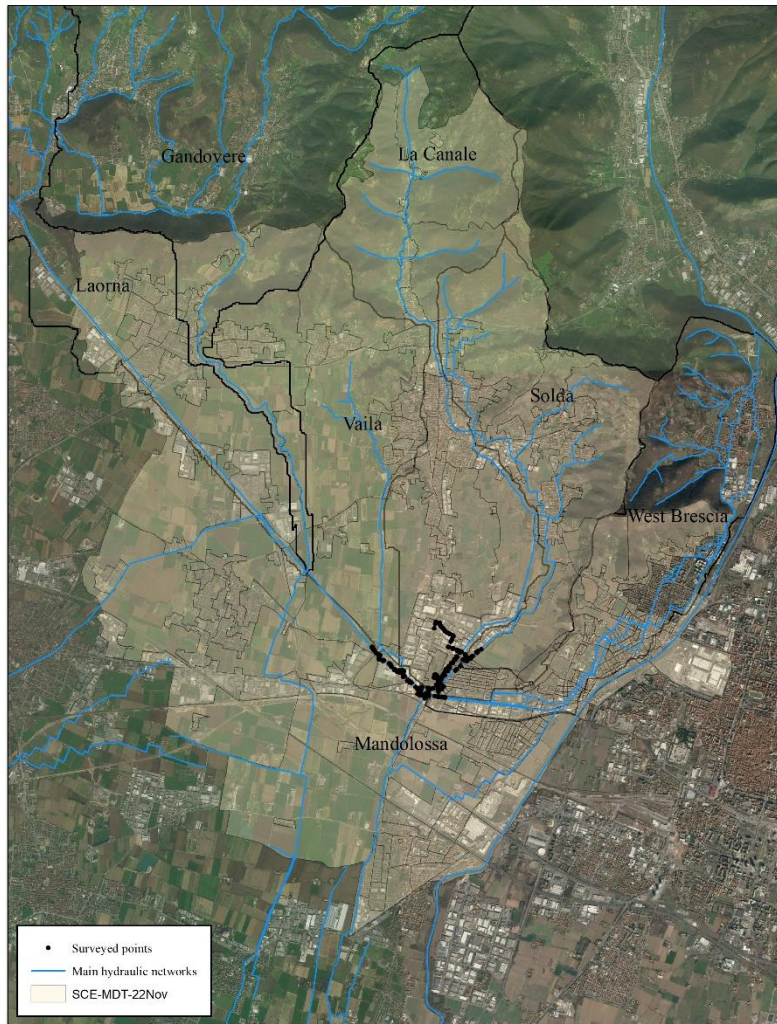 Gandovere
La Canale
Laorna
Vaila
Solda
West Brescia
Mandolossa
Surveyed points
Main hydraulic networks
SCE-MDT-22Nov